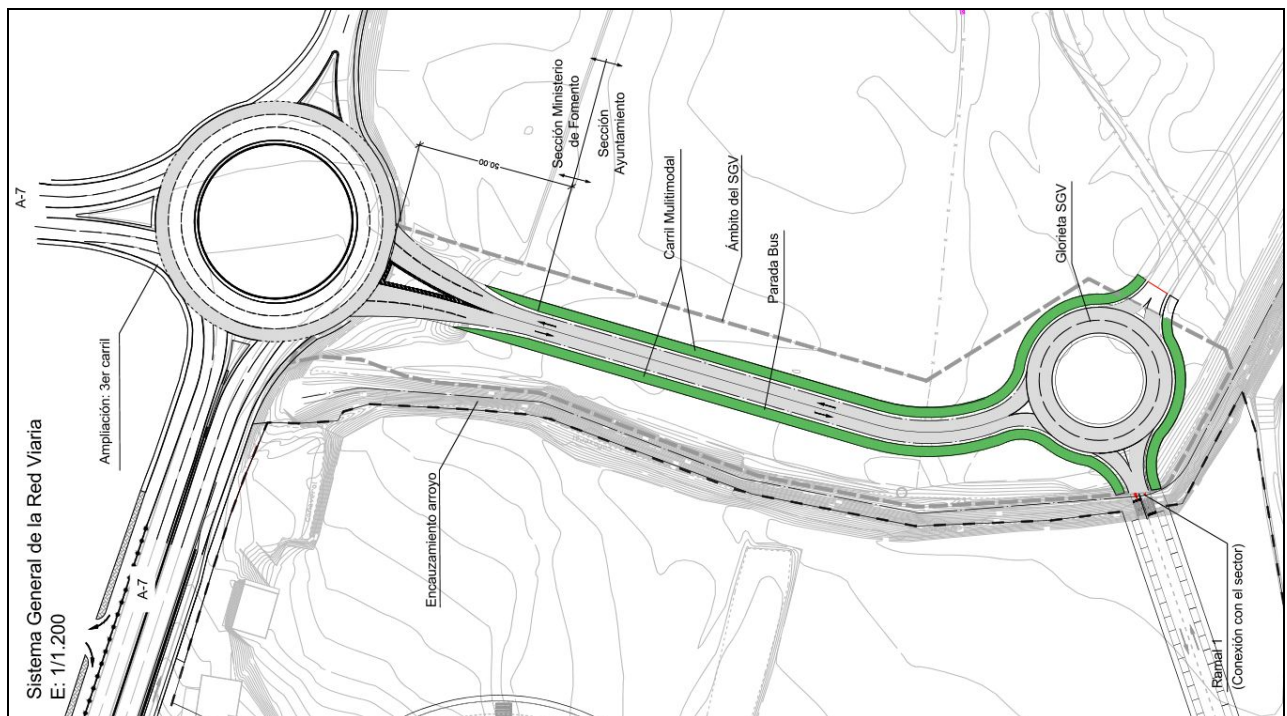 Sistema General de la Red Viaria
E: 1/1.200
A-7
Ampliación: 3er carril
A-7
Encauzamiento arroyo
50.00
Sección Ministerio
de Fomento
Sección
Ayuntamiento
Carril Mulitimodal
Ámbito del SGV
Parada Bus
Glorieta SGV
Ramal 1
(Conexión con el sector)